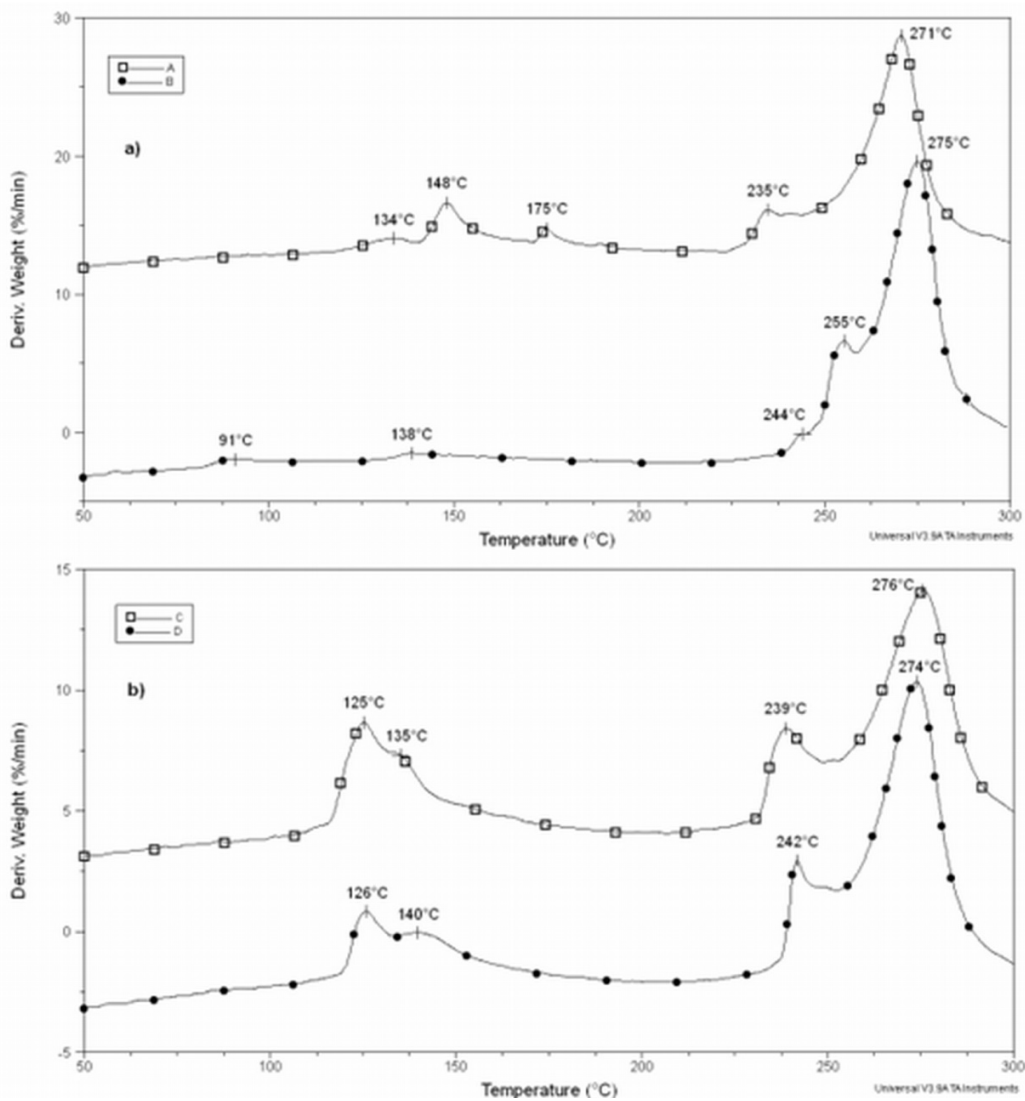 30
20
10
0
Deriv. Weight (%/min)
A
B
a)
271°C
275°C
148°C
134°C
175°C
235°C
255°C
244°C
91°C
138°C
50
100
150
200
250
300
Temperature (°C)
Universal V3.9A TA Instruments
15
10
5
0
-5
Deriv. Weight (%/min)
C
D
b)
276°C
274°C
125°C
135°C
239°C
242°C
126°C
140°C
50
100
150
200
250
300
Temperature (°C)
Universal V3.9A TA Instruments